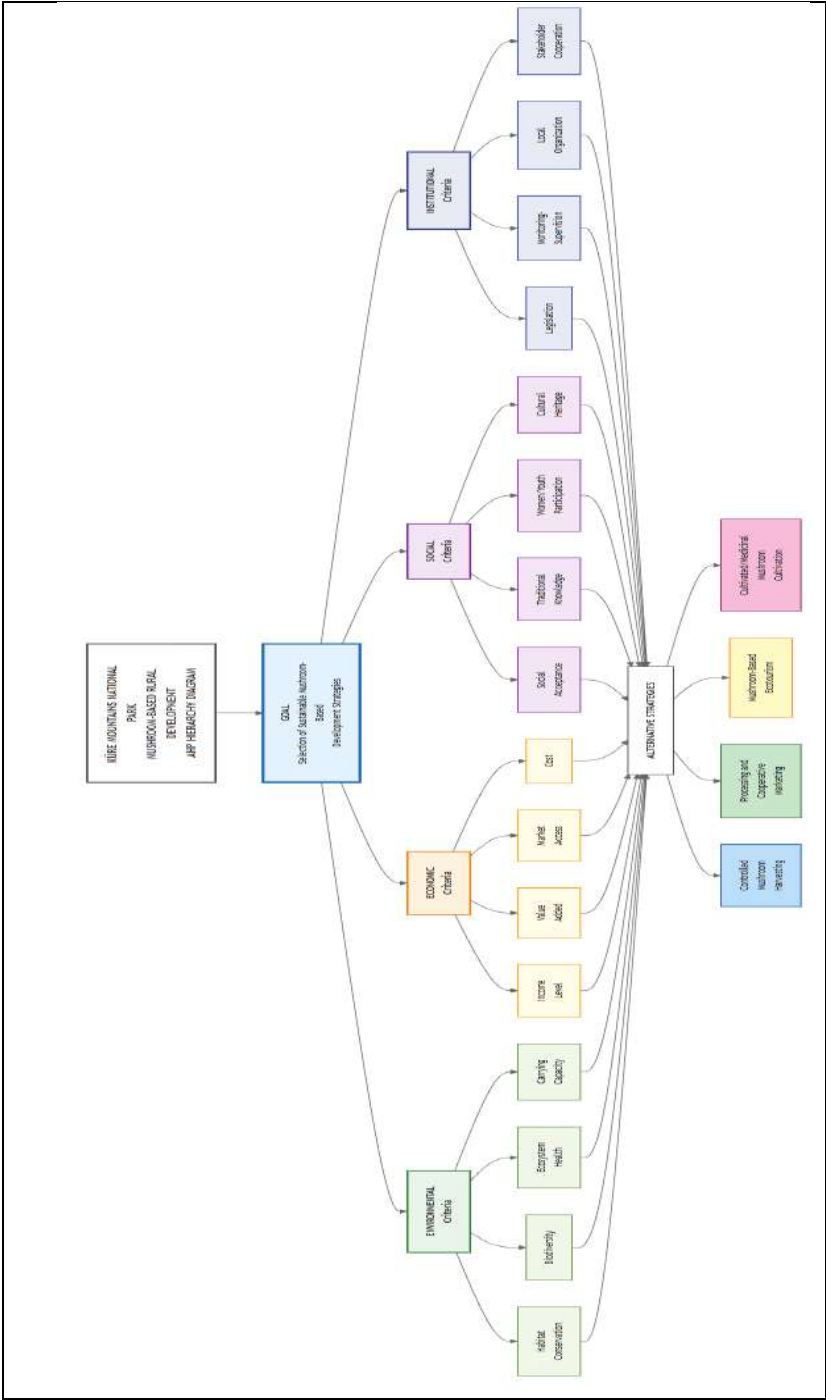 KÜRE MOUNTAINS NATIONAL
PARK
MUSHROOM-BASED RURAL
DEVELOPMENT
AHP HIERARCHY DIAGRAM
GOAL
Selection of Sustainable Mushroom-
Based
Development Strategies
ENVIRONMENTAL
Criteria
ECONOMIC
Criteria
SOCIAL
Criteria
INSTITUTIONAL
Criteria
Habitat
Conservation
Biodiversity
Ecosystem
Health
Carrying
Capacity
Income
Level
Value
Added
Market
Access
Cost
Social
Acceptance
Traditional
Knowledge
Women-Youth
Participation
Cultural
Heritage
Legislation
Monitoring-
Supervision
Local
Organization
Stakeholder
Cooperation
ALTERNATIVE STRATEGIES
Controlled
Mushroom
Harvesting
Processing and
Cooperative
Marketing
Mushroom-Based
Ecotourism
Cultivated/Medicinal
Mushroom
Cultivation